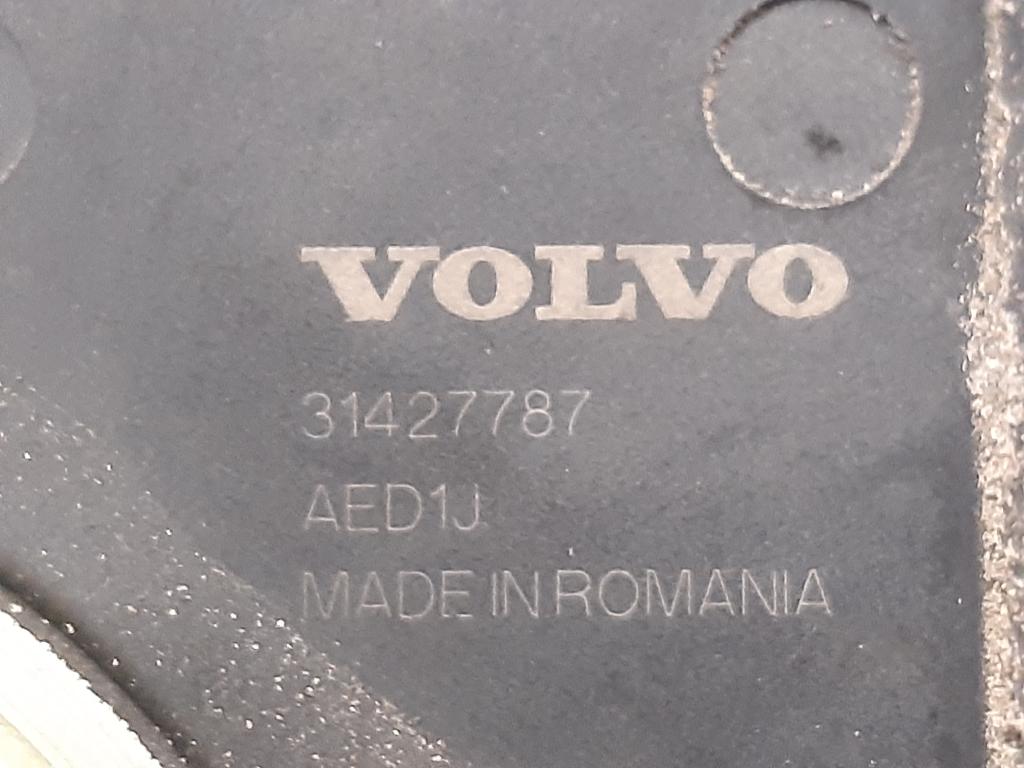 VOLVO
31427787
AED1J
MADE IN ROMANIA